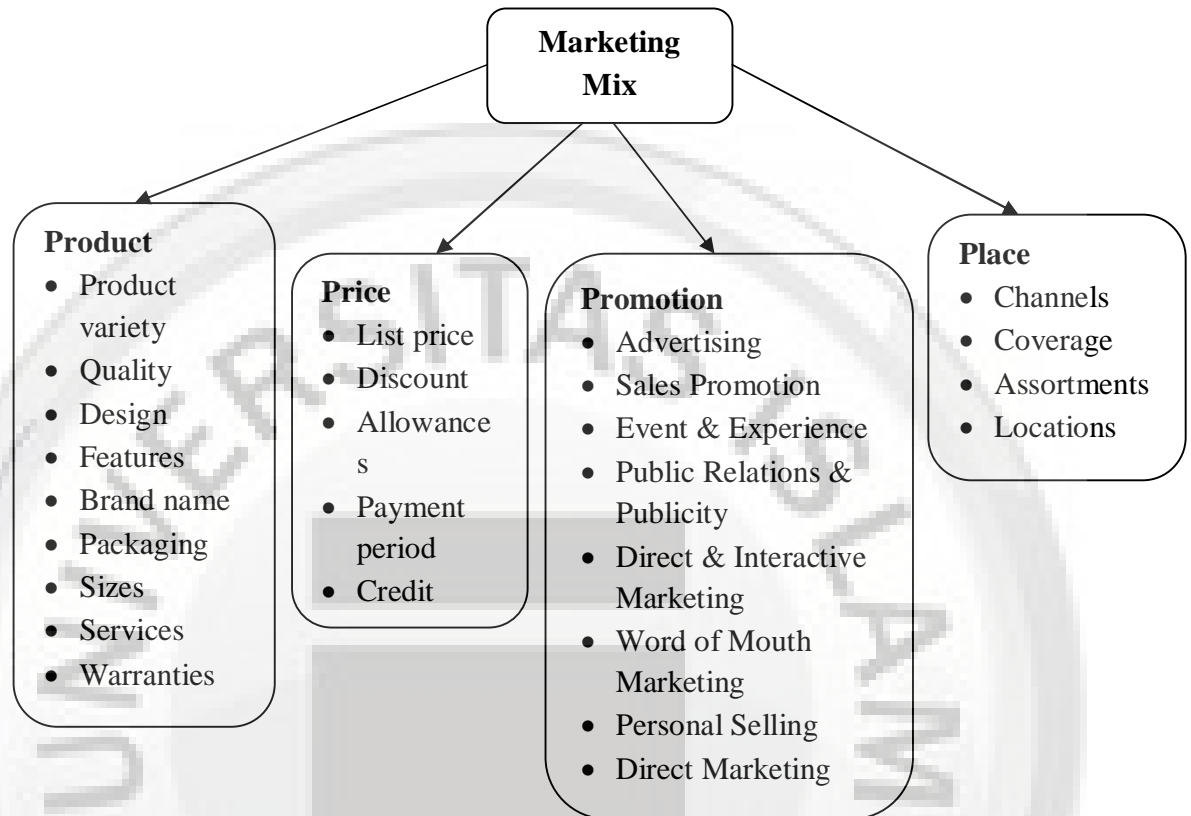 Marketing
Mix
Product
• Product
variety
• Quality
• Design
• Features
• Brand name
• Packaging
• Sizes
• Services
• Warranties
Price
• List price
• Discount
• Allowance
s
• Payment
period
• Credit
Promotion
• Advertising
• Sales Promotion
• Event & Experience
• Public Relations &
Publicity
• Direct & Interactive
Marketing
• Word of Mouth
Marketing
• Personal Selling
• Direct Marketing
Place
• Channels
• Coverage
• Assortments
• Locations
UNIVERSITAS ISLAM